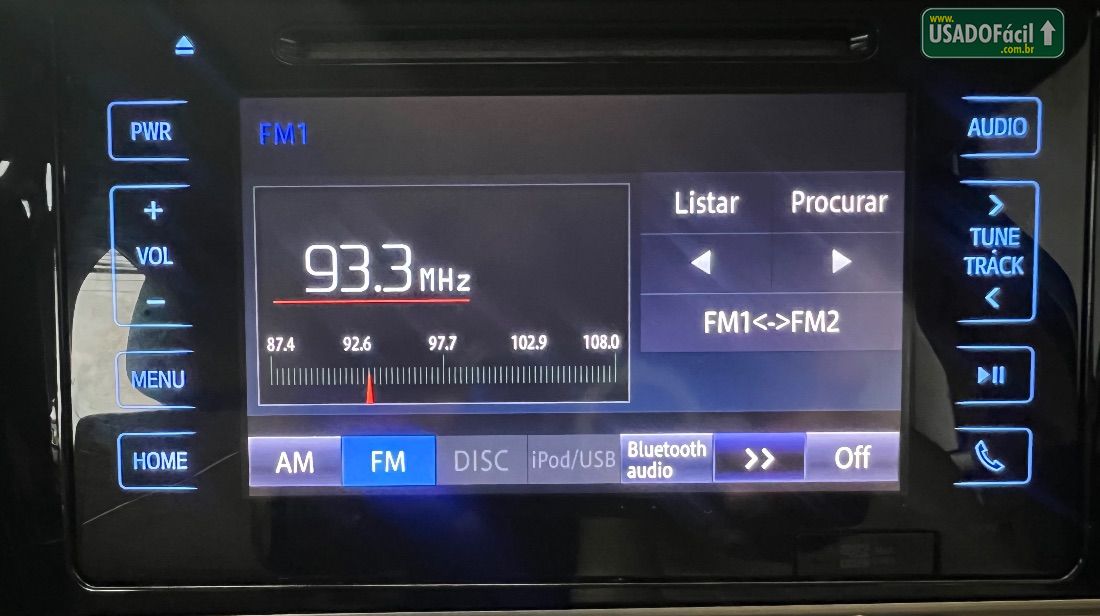 www.
USADOFácil
.com.br
PWR
FM1
AUDIO
Listar
Procurar
+
VOL
-
93.3 MHz
>
TUNE
TRACK
<
FM1<->FM2
87.4 92.6 97.7 102.9 108.0
MENU
HOME
AM
FM
DISC
iPod/USB
Bluetooth
audio
>>
Off